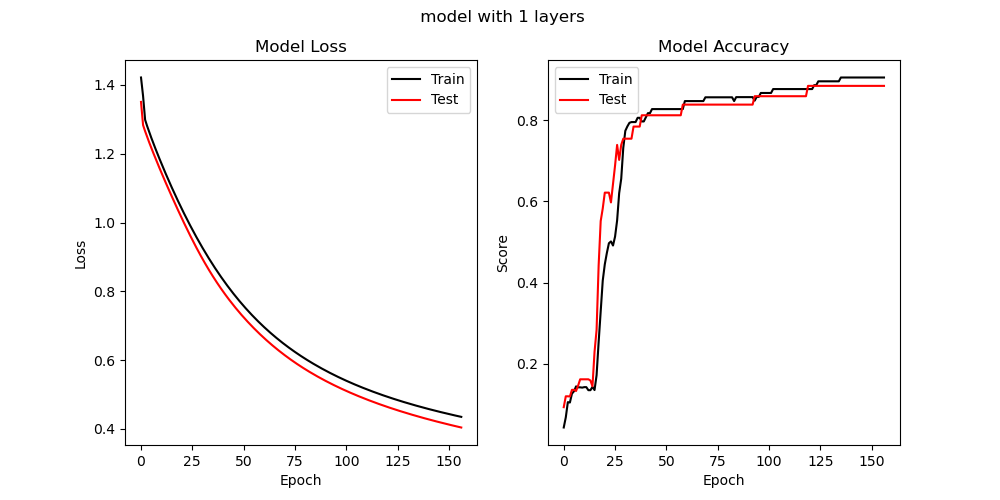 model with 1 layers
Model Loss
Loss
1.4
1.2
1.0
0.8
0.6
0.4
Train
Test
0 25 50 75 100 125 150
Epoch
Model Accuracy
Score
0.8
0.6
0.4
0.2
Train
Test
0 25 50 75 100 125 150
Epoch